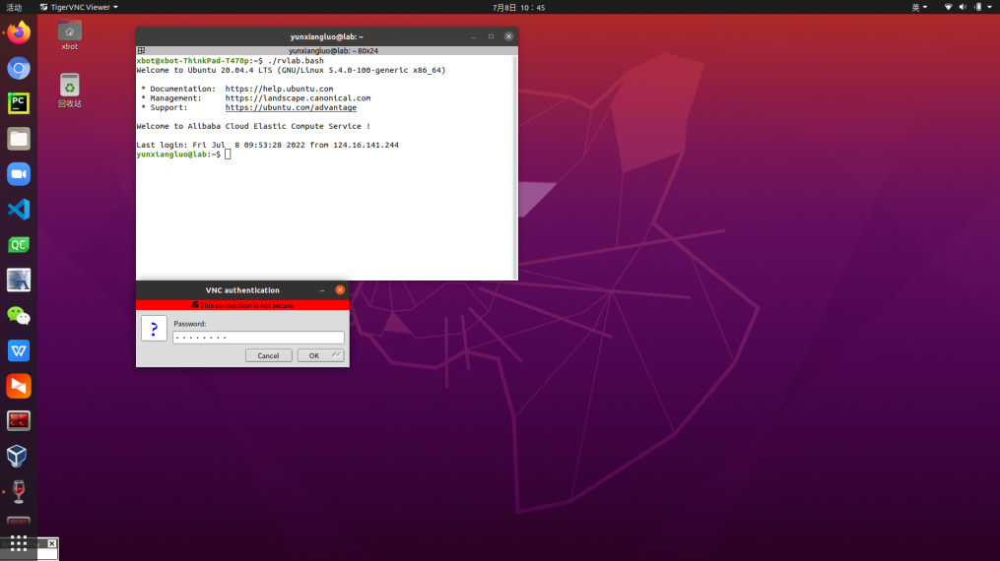 活动
TigerVNC Viewer
7月8日 10：45
英
xbot
回收站
yunxiangluo@lab: ~
yunxiangluo@lab: ~ 80x24
xbot@xbot-ThinkPad-T470p:~$ ./rvlab.bash
Welcome to Ubuntu 20.04.4 LTS (GNU/Linux 5.4.0-100-generic x86_64)
* Documentation:  https://help.ubuntu.com
* Management:     https://landscape.canonical.com
* Support:        https://ubuntu.com/advantage
Welcome to Alibaba Cloud Elastic Compute Service !
Last login: Fri Jul  8 09:53:28 2022 from 124.16.141.244
yunxiangluo@lab:~$
VNC authentication
This connection is not secure
Password:
Cancel
OK
PC
QC